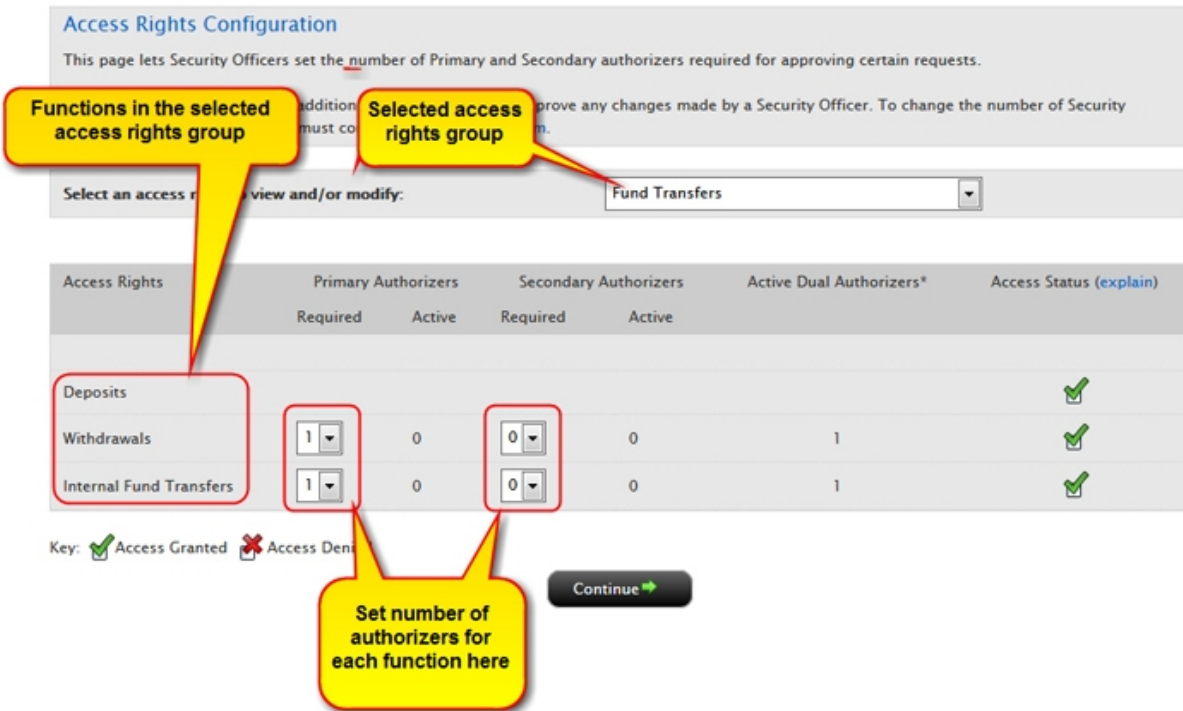 Access Rights Configuration
This page lets Security Officers set the number of Primary and Secondary authorizers required for approving certain requests.
Functions in the selected
access rights group
Selected access
rights group
prove any changes made by a Security Officer. To change the number of Security
must
Select an access view and/or modify:
Fund Transfers
Access Rights Primary Authorizers Secondary Authorizers Active Dual Authorizers* Access Status (explain)
Required Active Required Active
Deposits
Withdrawals 1 0 0 0 1
Internal Fund Transfers 1 0 0 0 1
Key: Access Granted Access Deni
Continue
Set number of
authorizers for
each function here